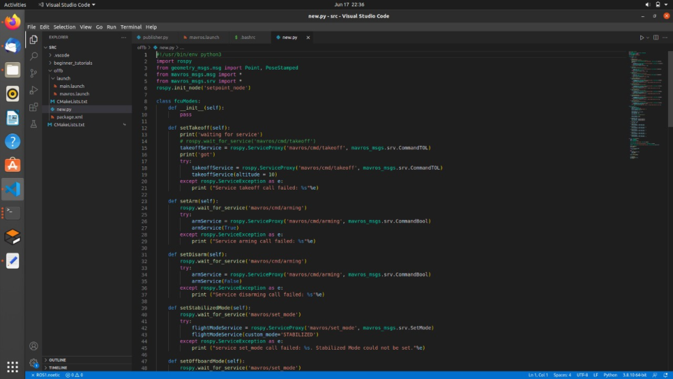 Activities
Visual Studio Code
Jun 17 22:36
new.py - src - Visual Studio Code
File Edit Selection View Go Run Terminal Help
EXPLORER
publisher.py
mavros.launch
.bashrc
new.py
SRC
.vscode
beginner_tutorials
offb
launch
main.launch
mavros.launch
CMakeLists.txt
new.py
package.xml
CMakeLists.txt
OUTLINE
TIMELINE
offb > new.py > ...
1 #!/usr/bin/env python3
2 import rospy
3 from geometry_msgs.msg import Point, PoseStamped
4 from mavros_msgs.msg import *
5 from mavros_msgs.srv import *
6 rospy.init_node('setpoint_node')
7
8 class FcuModes:
9 def __init__(self):
10 pass
11
12 def setTakeoff(self):
13 print('waiting for service')
14 # rospy.wait_for_service('mavros/cmd/takeoff')
15 takeoffService = rospy.ServiceProxy('mavros/cmd/takeoff', mavros_msgs.srv.CommandTOL)
16 print('got')
17 try:
18 takeoffService = rospy.ServiceProxy('mavros/cmd/takeoff', mavros_msgs.srv.CommandTOL)
19 takeoffService(altitude = 10)
20 except rospy.ServiceException as e:
21 print ("Service takeoff call failed: %s"%e)
22
23 def setArm(self):
24 rospy.wait_for_service('mavros/cmd/arming')
25 try:
26 armService = rospy.ServiceProxy('mavros/cmd/arming', mavros_msgs.srv.CommandBool)
27 armService(True)
28 except rospy.ServiceException as e:
29 print ("Service arming call failed: %s"%e)
30
31 def setDisarm(self):
32 rospy.wait_for_service('mavros/cmd/arming')
33 try:
34 armService = rospy.ServiceProxy('mavros/cmd/arming', mavros_msgs.srv.CommandBool)
35 armService(False)
36 except rospy.ServiceException as e:
37 print ("Service disarming call failed: %s"%e)
38
39 def setStabilizedMode(self):
40 rospy.wait_for_service('mavros/set_mode')
41 try:
42 flightModeService = rospy.ServiceProxy('mavros/set_mode', mavros_msgs.srv.SetMode)
43 flightModeService(custom_mode='STABILIZED')
44 except rospy.ServiceException as e:
45 print ("service set_mode call failed: %s. Stabilized Mode could not be set."%e)
46
47 def setOffboardMode(self):
48 rospy.wait_for_service('mavros/set_mode')
ROS1.noetic
0 0 Ln 1, Col 1 Spaces: 4 UTF-8 LF Python 3.8.10 64-bit